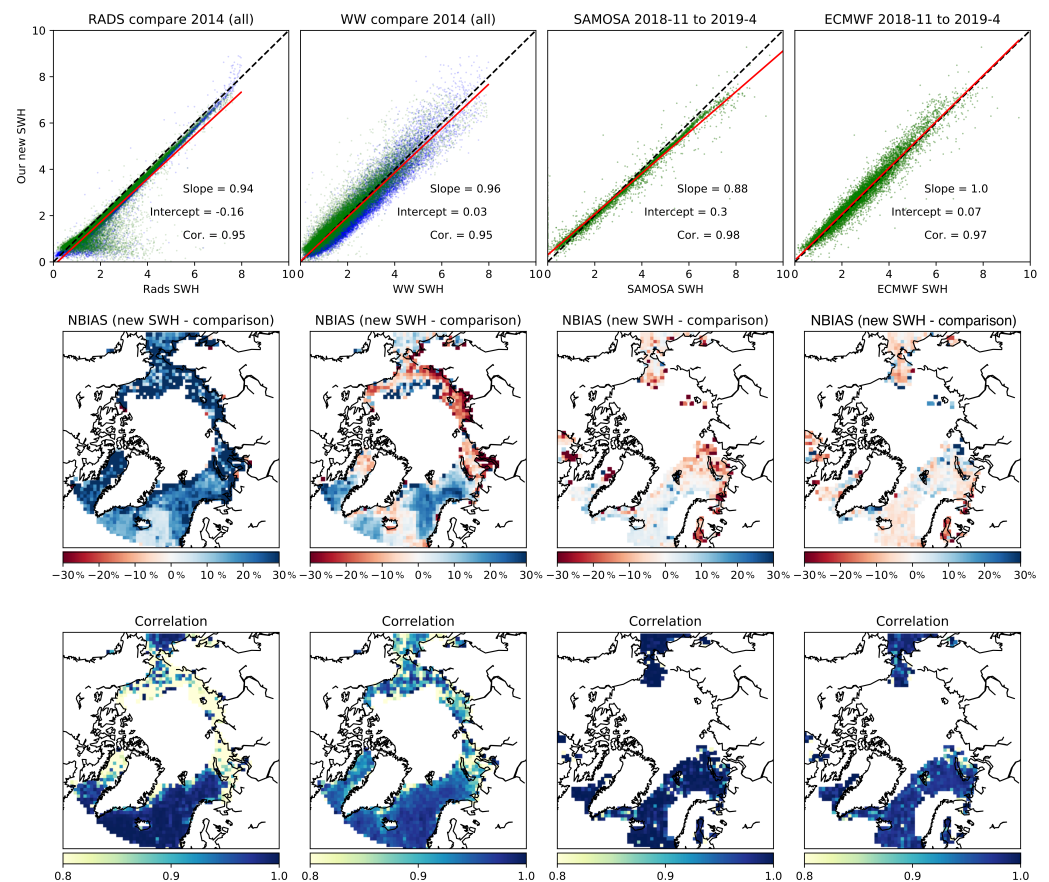 RADS compare 2014 (all)
WW compare 2014 (all)
SAMOSA 2018-11 to 2019-4
ECMWF 2018-11 to 2019-4
10
8
6
4
2
0
Our new SWH
Slope = 0.94
Intercept = -0.16
Cor. = 0.95
Slope = 0.96
Intercept = 0.03
Cor. = 0.95
Slope = 0.88
Intercept = 0.3
Cor. = 0.98
Slope = 1.0
Intercept = 0.07
Cor. = 0.97
0 2 4 6 8 10
0 2 4 6 8 10
0 2 4 6 8 10
0 2 4 6 8 10
Rads SWH
WW SWH
SAMOSA SWH
ECMWF SWH
NBIAS (new SWH - comparison)
NBIAS (new SWH - comparison)
NBIAS (new SWH - comparison)
NBIAS (new SWH - comparison)
−30% −20% −10% 0% 10% 20% 30%
−30% −20% −10% 0% 10% 20% 30%
−30% −20% −10% 0% 10% 20% 30%
−30% −20% −10% 0% 10% 20% 30%
Correlation
Correlation
Correlation
Correlation
0.8 0.9 1.0
0.8 0.9 1.0
0.8 0.9 1.0
0.8 0.9 1.0